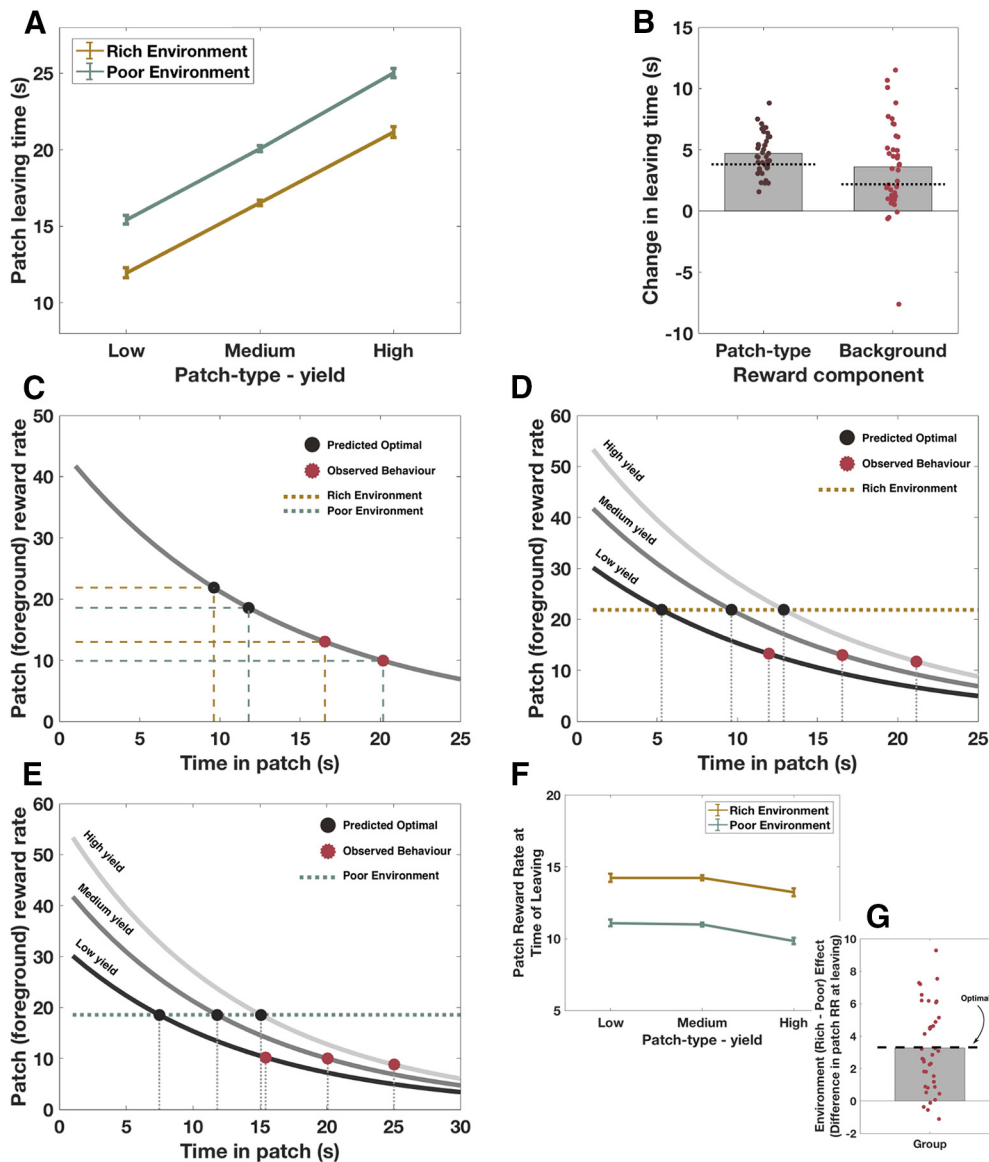 A
Rich Environment
Poor Environment
Patch leaving time (s)
25
20
15
10
Low
Medium
High
Patch-type - yield
B
Change in leaving time (s)
15
10
5
0
-5
-10
Patch-type
Background
Reward component
C
Patch (foreground) reward rate
50
40
30
20
10
0
Predicted Optimal
Observed Behaviour
Rich Environment
Poor Environment
0
5
10
15
20
25
Time in patch (s)
D
Patch (foreground) reward rate
60
50
40
30
20
10
0
High yield
Medium yield
Low yield
Predicted Optimal
Observed Behaviour
Rich Environment
0
5
10
15
20
25
Time in patch (s)
E
Patch (foreground) reward rate
60
50
40
30
20
10
0
High yield
Medium yield
Low yield
Predicted Optimal
Observed Behaviour
Poor Environment
0
5
10
15
20
25
30
Time in patch (s)
F
Patch Reward Rate at
Time of Leaving
20
15
10
5
Rich Environment
Poor Environment
Low
Medium
High
Patch-type - yield
G
Environment (Rich - Poor) Effect
(Difference in patch RR at leaving)
10
8
6
4
2
0
-2
Optimal
Group